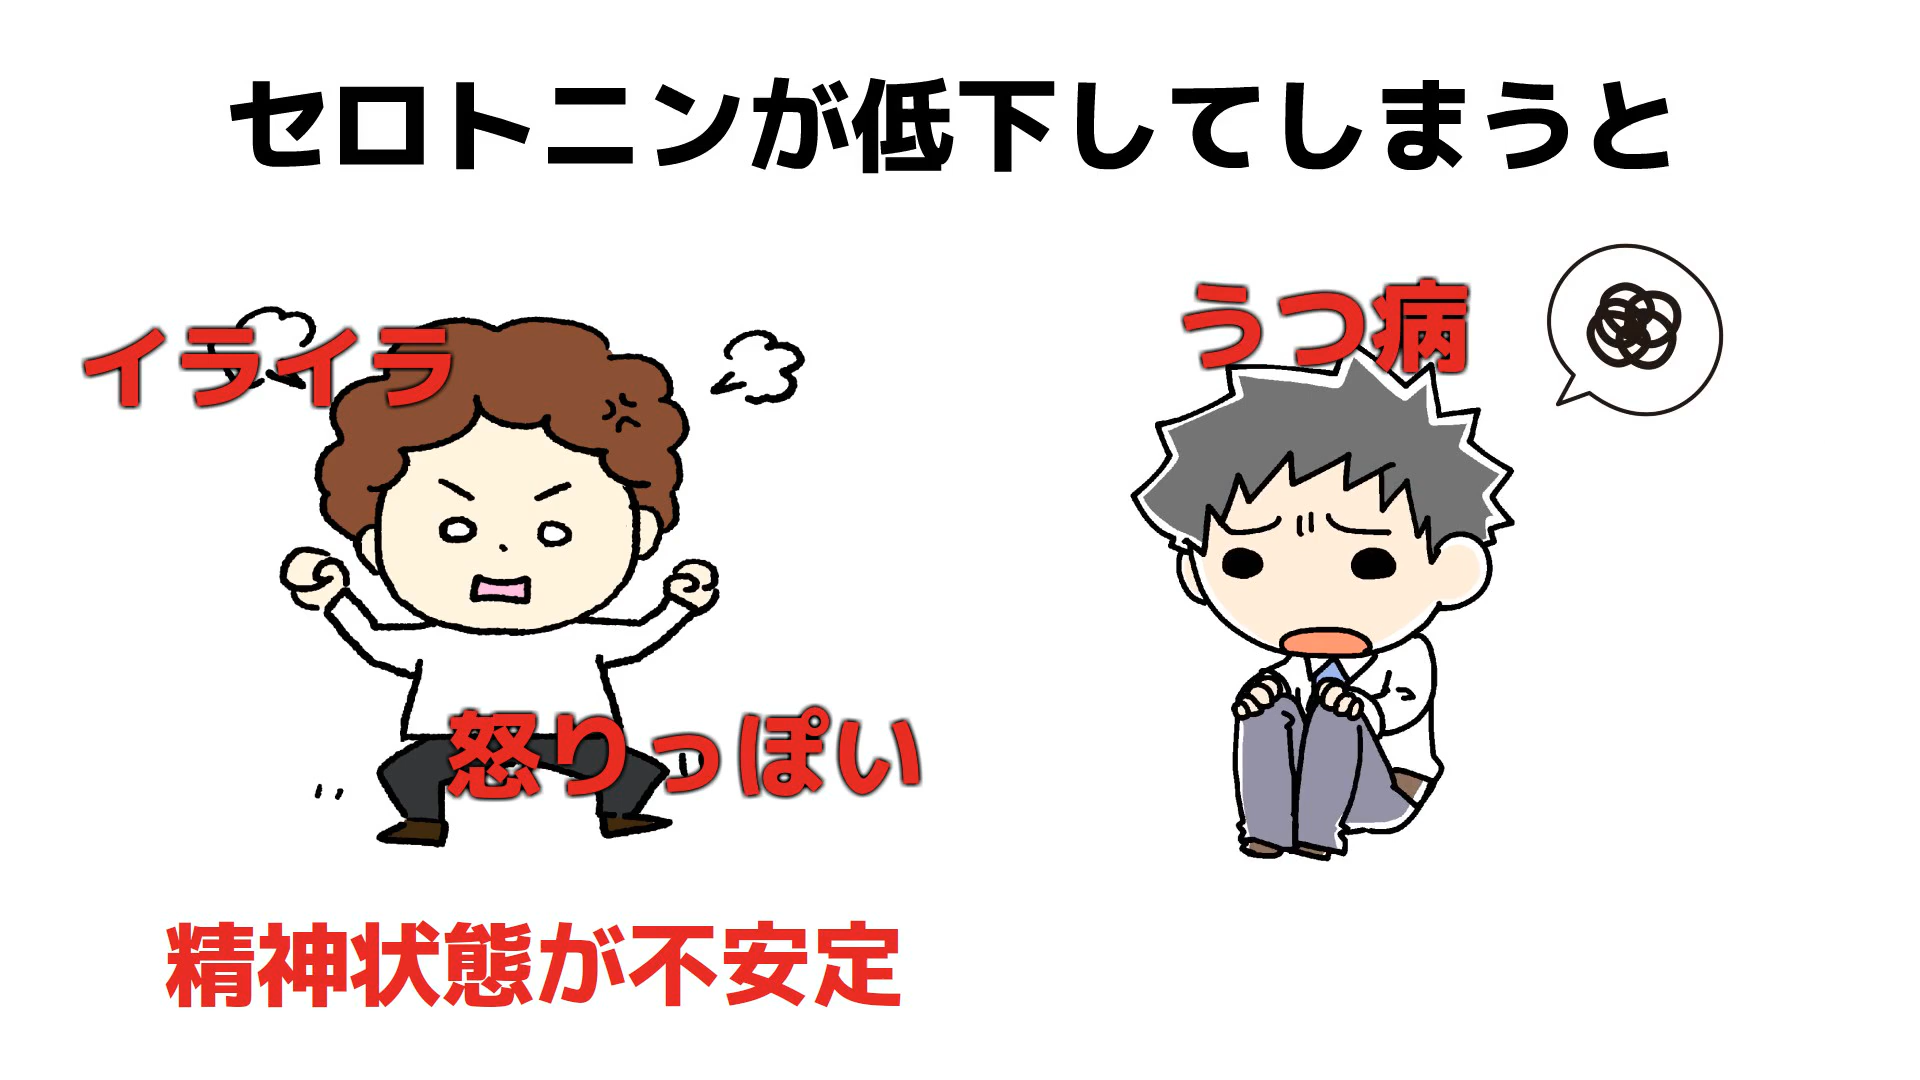 セロトニンが低下してしまうと
イライラ
うつ病
怒りっぽい
精神状態が不安定